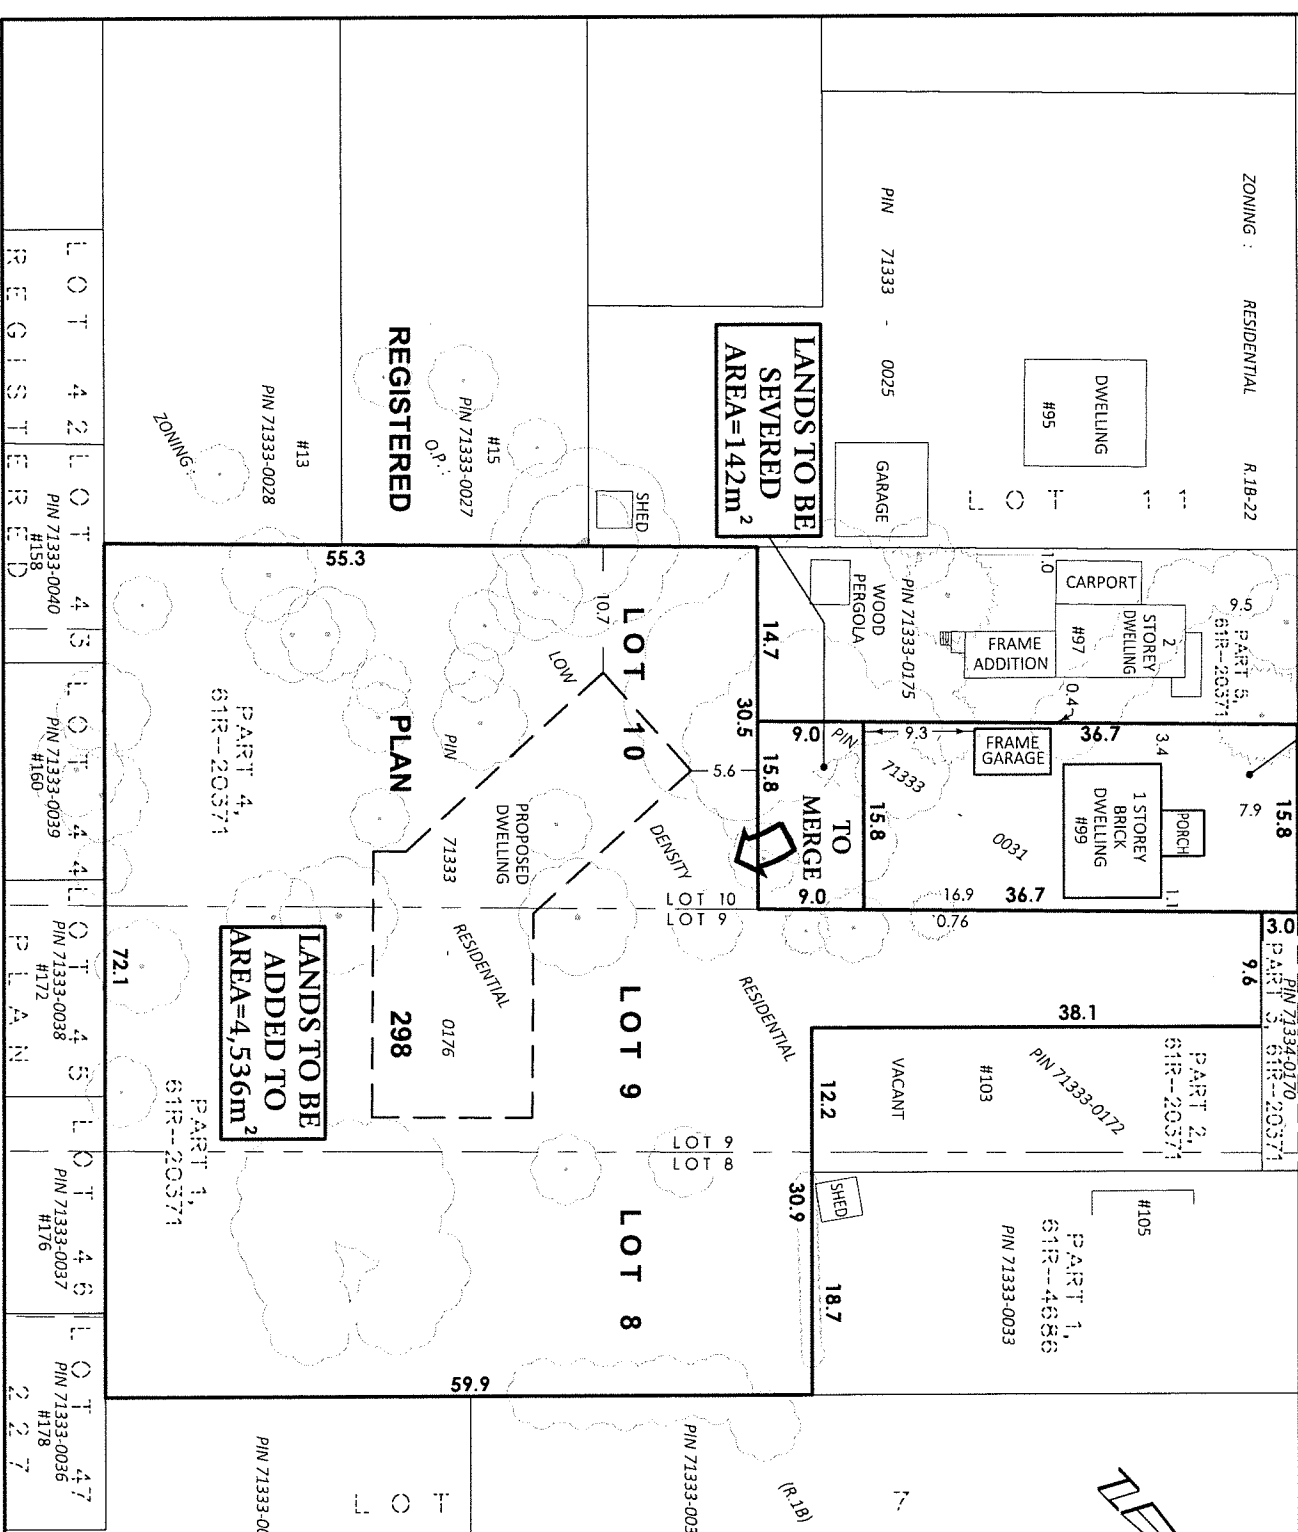 ZONING : RESIDENTIAL R.1B-22
PIN 71333 - 0025
DWELLING
#95
GARAGE
LOT 11
LANDS TO BE
SEVERED
AREA=142m²
SHED
REGISTERED
#15
PIN 71333-0027
O.P.:
#13
PIN 71333-0028
ZONING :
CARPORT
1.0
2
STOREY
DWELLING
#97
FRAME
ADDITION
WOOD
PERGOLA
PIN 71333-0175
9.5
PART 5,
61R-20371
0.4
14.7
30.5
15.8
9.0
PIN
71333
0031
9.3
FRAME
GARAGE
36.7
3.4
7.9
15.8
1 STOREY
BRICK
DWELLING
#99
PORCH
1.1
15.8
16.9
36.7
0.76
TO
MERGE
9.0
3.0
9.6
PIN 71334-0170
PART 3, 61R-20371
38.1
PART 2,
61R-20371
PIN 71333-0172
#103
VACANT
12.2
30.9
18.7
SHED
#105
PART 1,
61R-4686
PIN 71333-0033
55.3
10.7
LOT 10
5.6
LOW
DENSITY
RESIDENTIAL
PLAN
PIN
71333
-
0176
PROPOSED
DWELLING
RESIDENTIAL
298
PART 4,
61R-20371
LOT 10
LOT 9
LOT 9
LOT 9
LOT 8
LOT 8
LANDS TO BE
ADDED TO
AREA=4,536m²
PART 1,
61R-20371
72.1
59.9
LOT 42
LOT 43
PIN 71333-0040
#158
LOT 44
PIN 71333-0039
#160
LOT 45
PIN 71333-0038
#172
LOT 46
PIN 71333-0037
#176
LOT 47
PIN 71333-0036
#178
REGISTERED
PLAN
227
PIN 71333-00
LOT
7
PIN 71333-003
(R.1B)